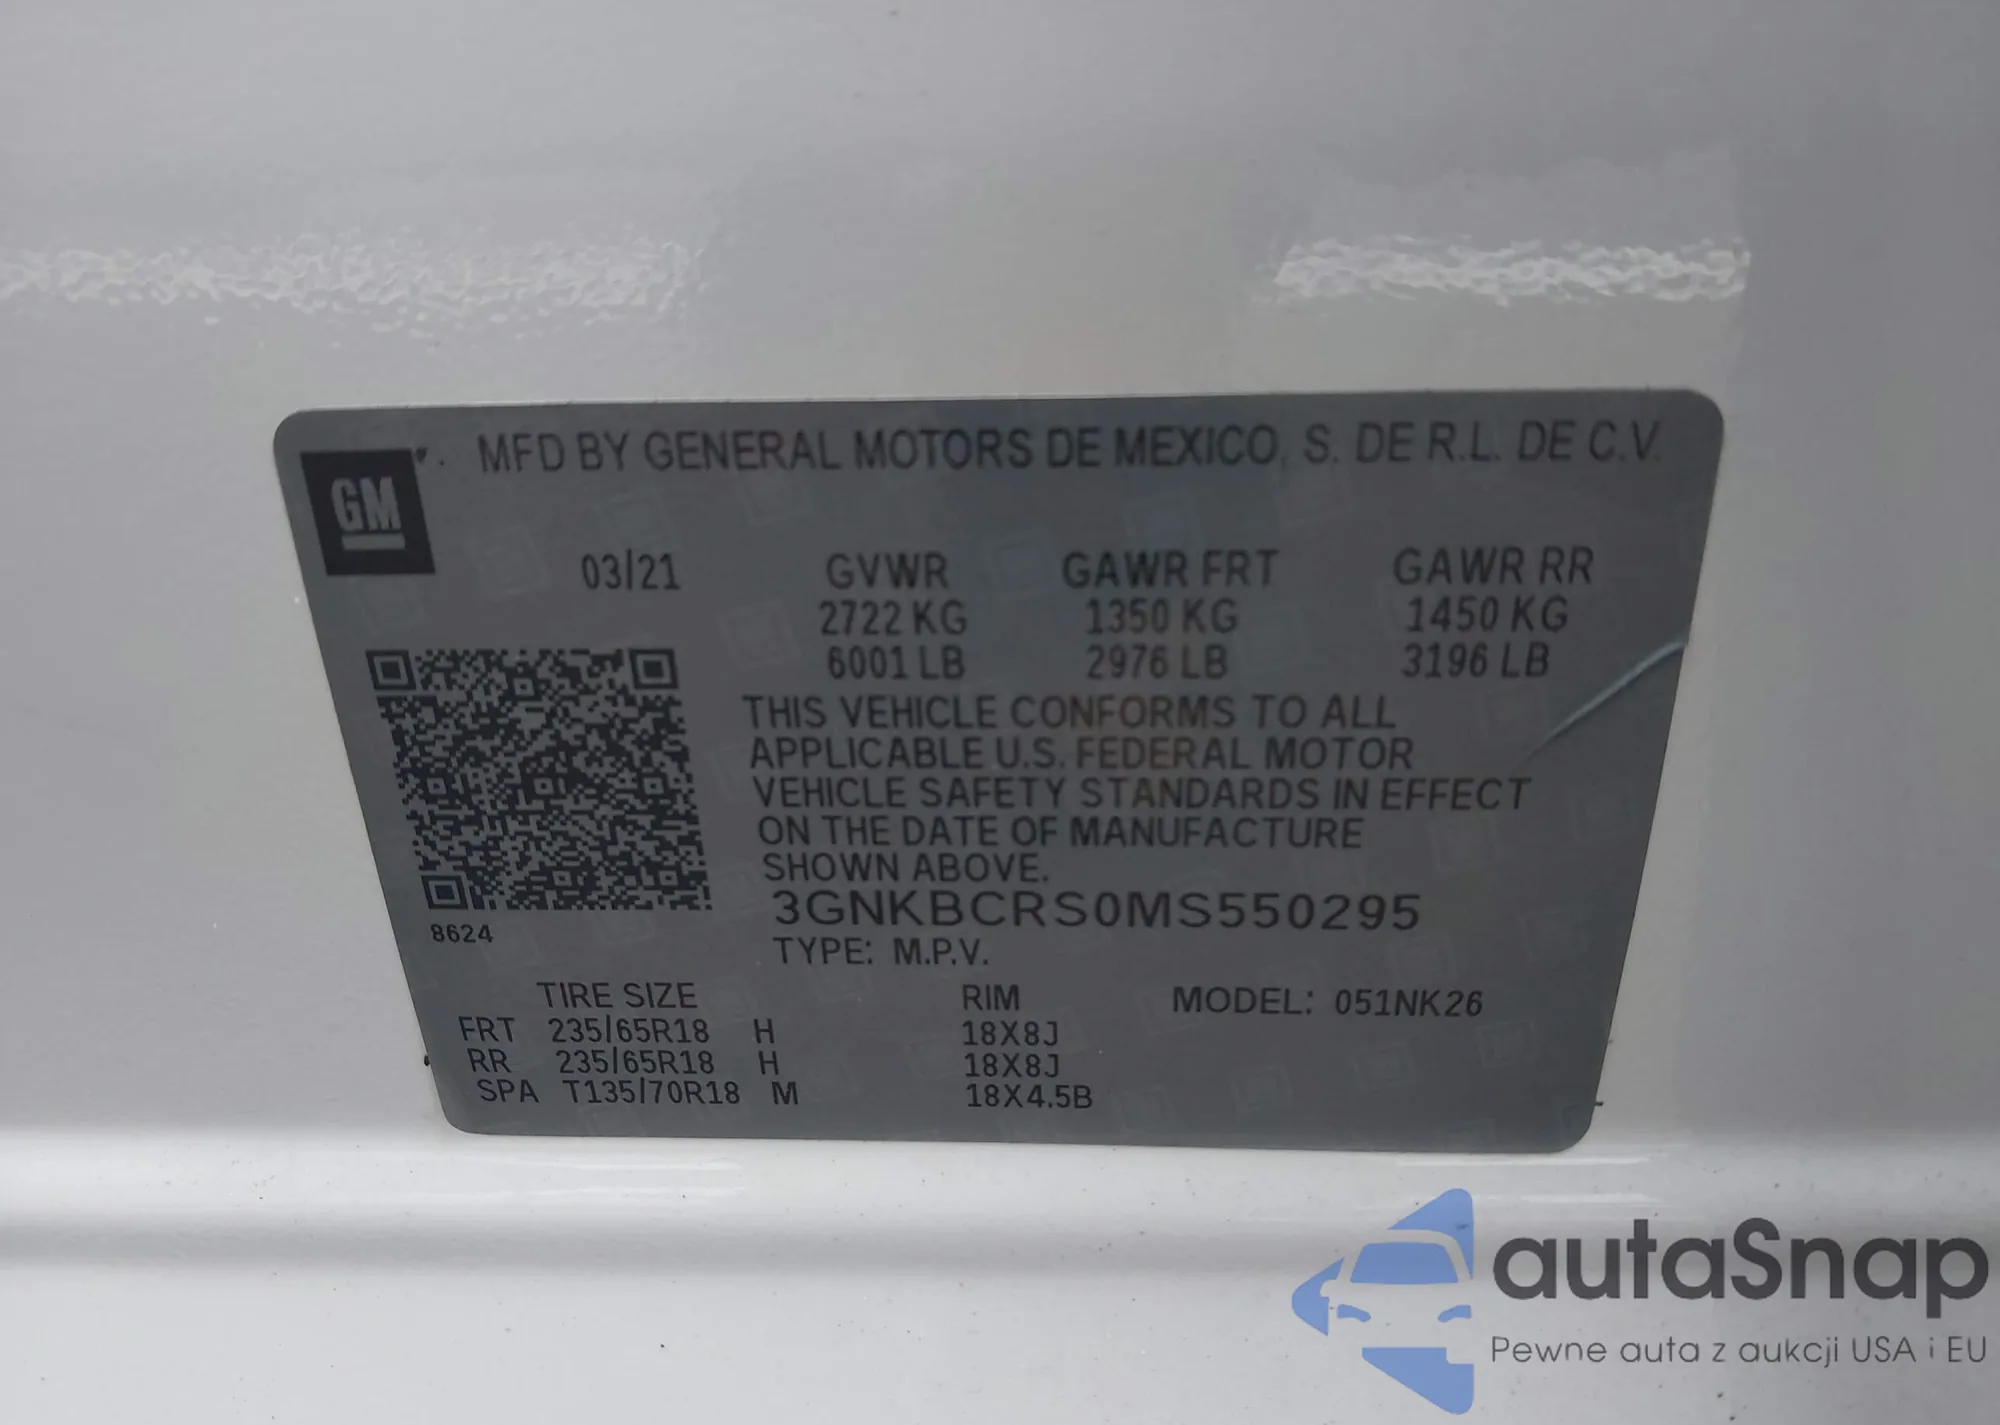 MFD BY GENERAL MOTORS DE MEXICO, S. DE R.L. DE C.V.
GM
03/21 GVWR GAWR FRT GAWR RR
2722 KG 1350 KG 1450 KG
6001 LB 2976 LB 3196 LB
THIS VEHICLE CONFORMS TO ALL
APPLICABLE U.S. FEDERAL MOTOR
VEHICLE SAFETY STANDARDS IN EFFECT
ON THE DATE OF MANUFACTURE
SHOWN ABOVE.
3GNKBCRS0MS550295
8624
TYPE: M.P.V.
TIRE SIZE RIM MODEL: 051NK26
FRT 235/65R18 H 18X8J
RR 235/65R18 H 18X8J
SPA T135/70R18 M 18X4.5B
autaSnap
Pewne auta z aukcji USA i EU